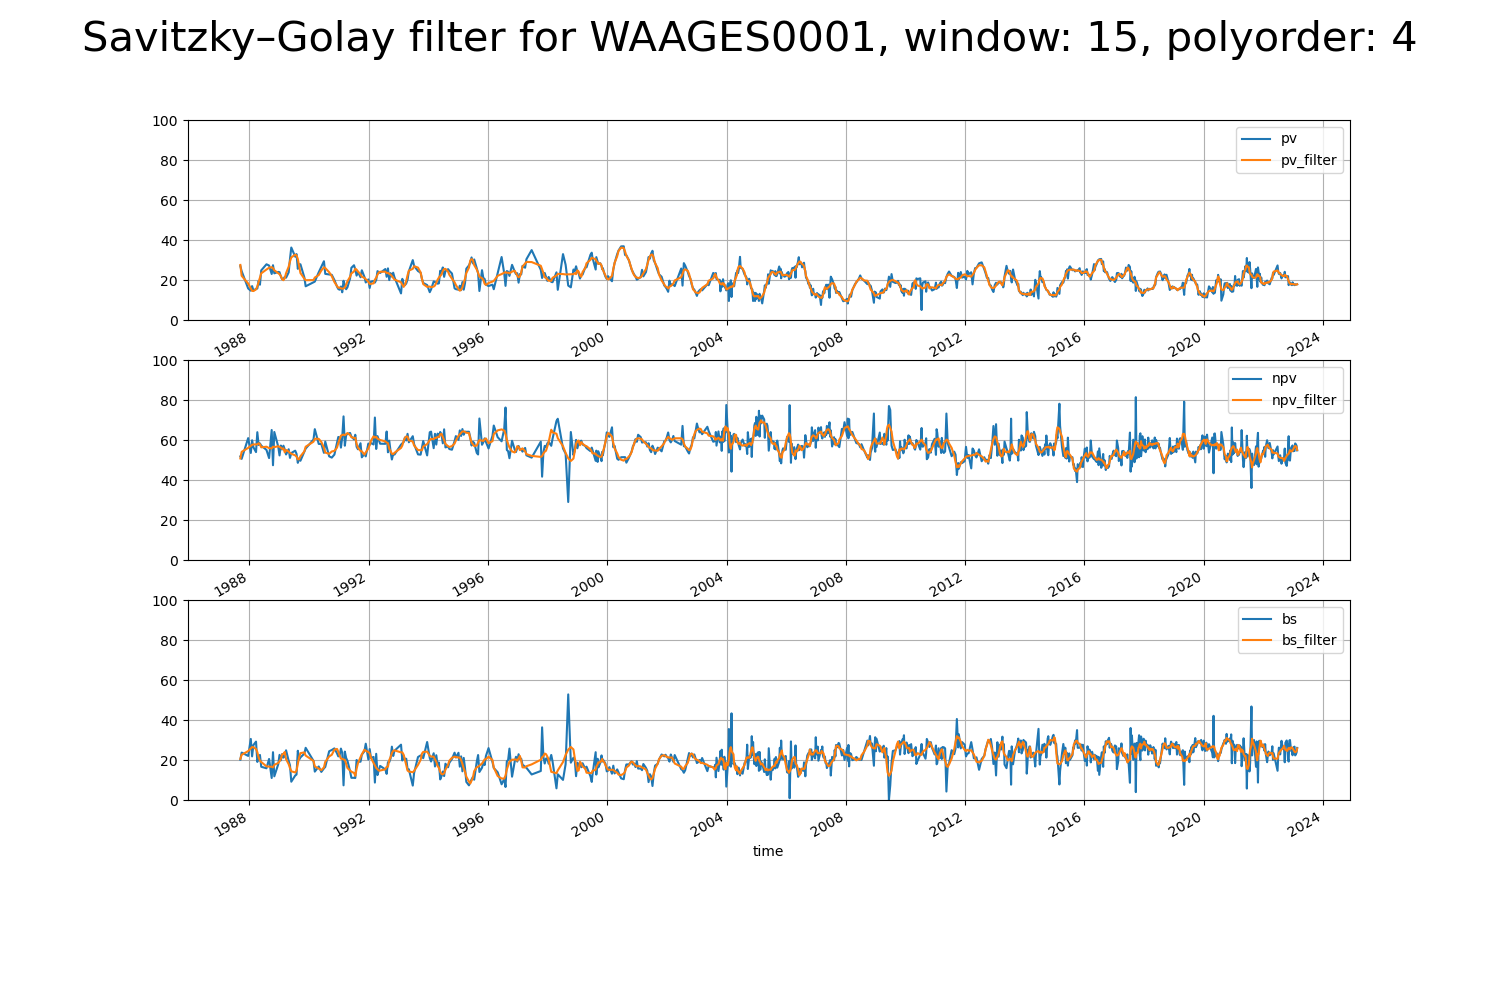 Savitzky–Golay filter for WAAGES0001, window: 15, polyorder: 4
100
80
60
40
20
0
pv
pv_filter
1988 1992 1996 2000 2004 2008 2012 2016 2020 2024
100
80
60
40
20
0
npv
npv_filter
1988 1992 1996 2000 2004 2008 2012 2016 2020 2024
100
80
60
40
20
0
bs
bs_filter
1988 1992 1996 2000 2004 2008 2012 2016 2020 2024
time